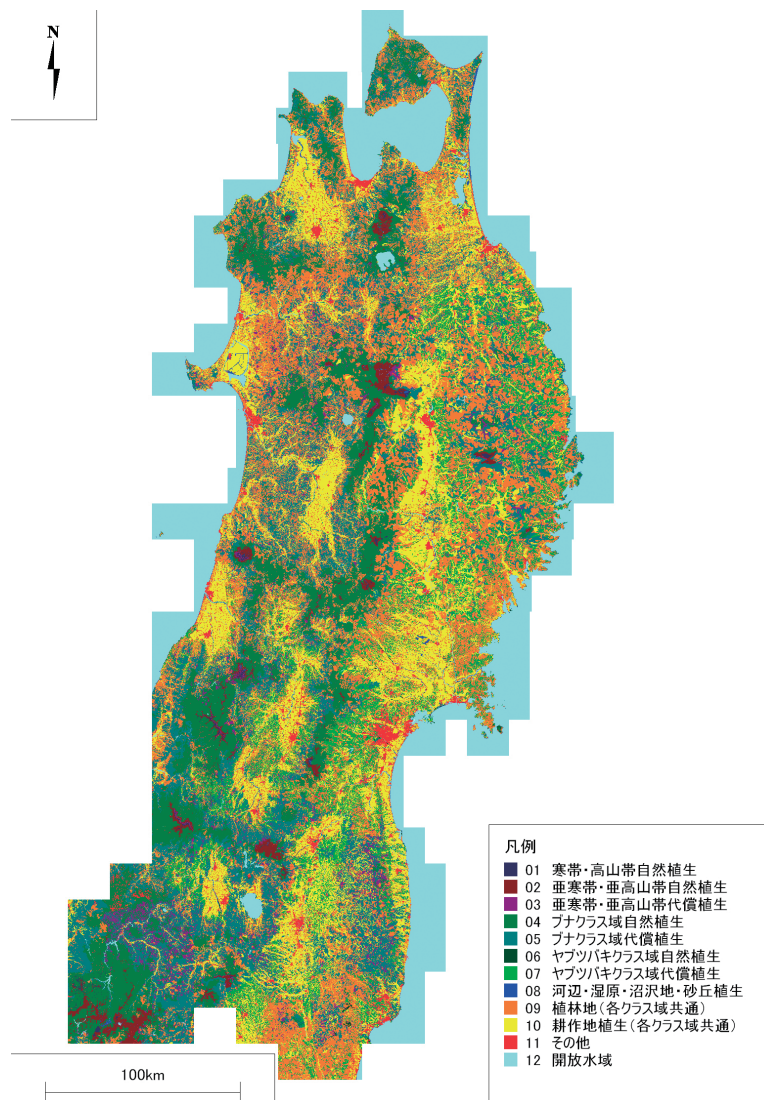 N
凡例
01 寒帯・高山帯自然植生
02 亜寒帯・亜高山帯自然植生
03 亜寒帯・亜高山帯代償植生
04 ブナクラス域自然植生
05 ブナクラス域代償植生
06 ヤブツバキクラス域自然植生
07 ヤブツバキクラス域代償植生
08 河辺・湿原・沼沢地・砂丘植生
09 植林地(各クラス域共通)
10 耕作地植生(各クラス域共通)
11 その他
12 開放水域
100km